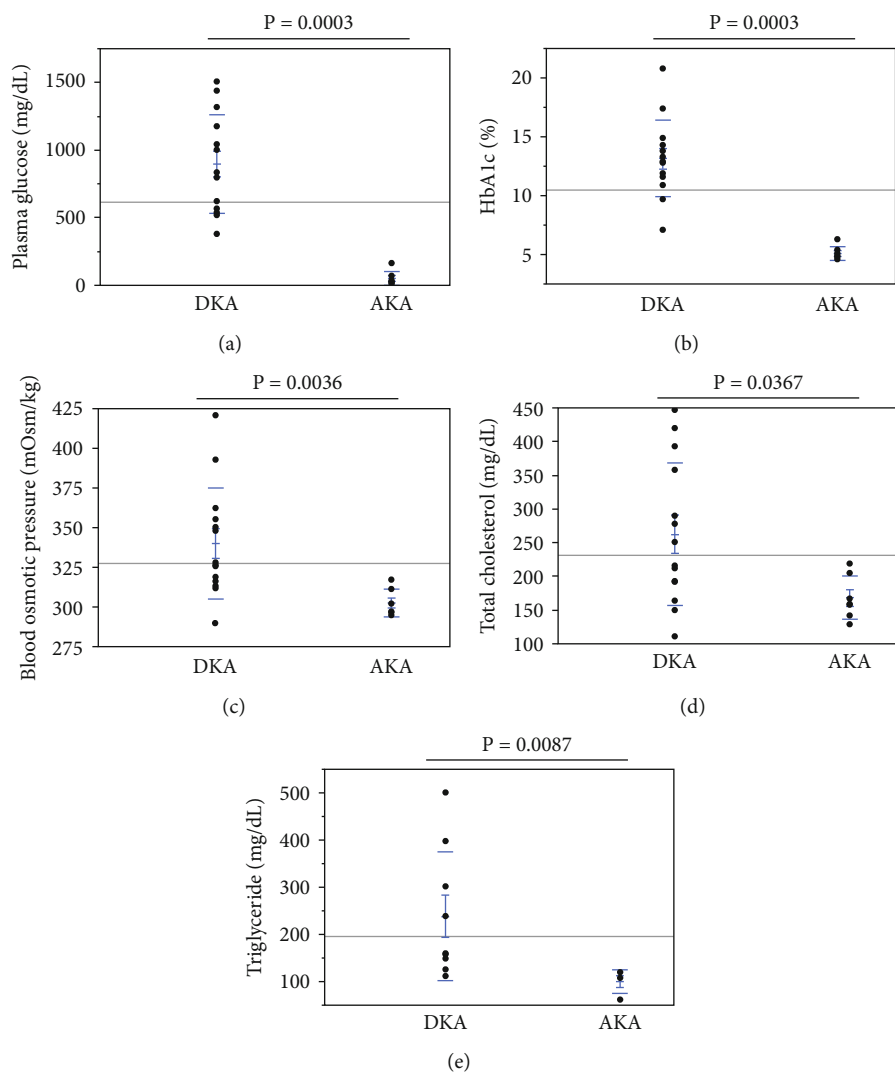 P = 0.0003
Plasma glucose (mg/dL)
1500
1000
500
0
DKA AKA
(a)
P = 0.0003
HbA1c (%)
20
15
10
5
DKA AKA
(b)
P = 0.0036
Blood osmotic pressure (mOsm/kg)
425
400
375
350
325
300
275
DKA AKA
(c)
P = 0.0367
Total cholesterol (mg/dL)
450
400
350
300
250
200
150
100
DKA AKA
(d)
P = 0.0087
Triglyceride (mg/dL)
500
400
300
200
100
DKA AKA
(e)